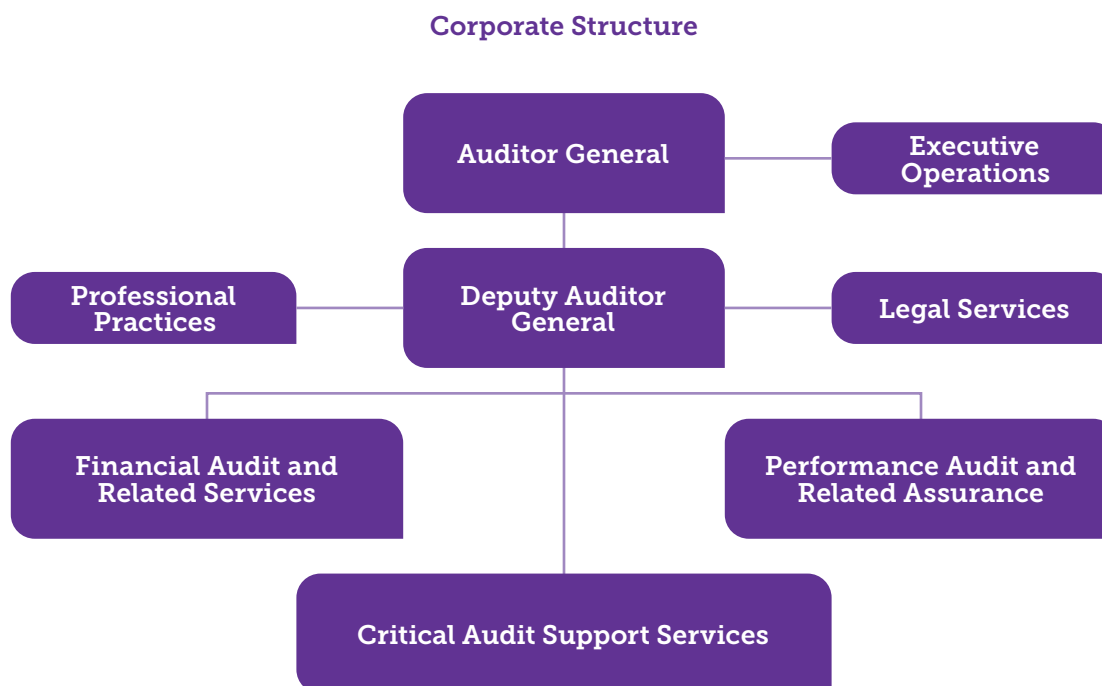 Corporate Structure
Auditor General
Executive
Operations
Professional
Practices
Deputy Auditor
General
Legal Services
Financial Audit and
Related Services
Performance Audit and
Related Assurance
Critical Audit Support Services